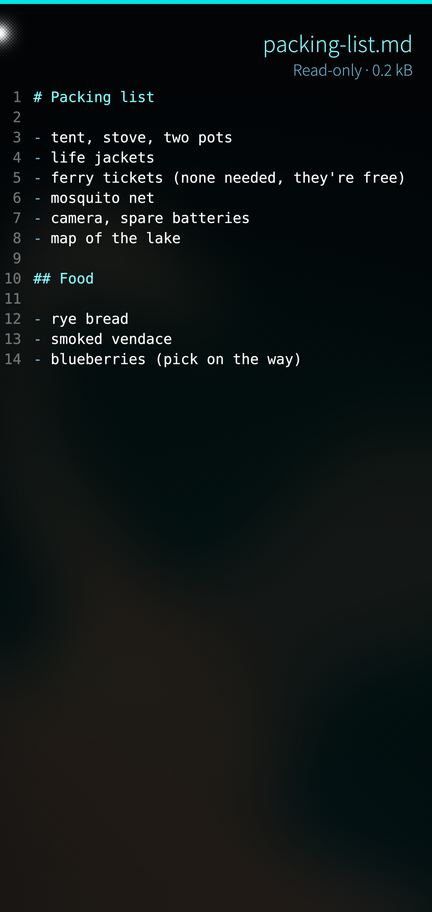 packing-list.md
Read-only · 0.2 kB
1 # Packing list
2
3 - tent, stove, two pots
4 - life jackets
5 - ferry tickets (none needed, they're free)
6 - mosquito net
7 - camera, spare batteries
8 - map of the lake
9
10 ## Food
11
12 - rye bread
13 - smoked vendace
14 - blueberries (pick on the way)